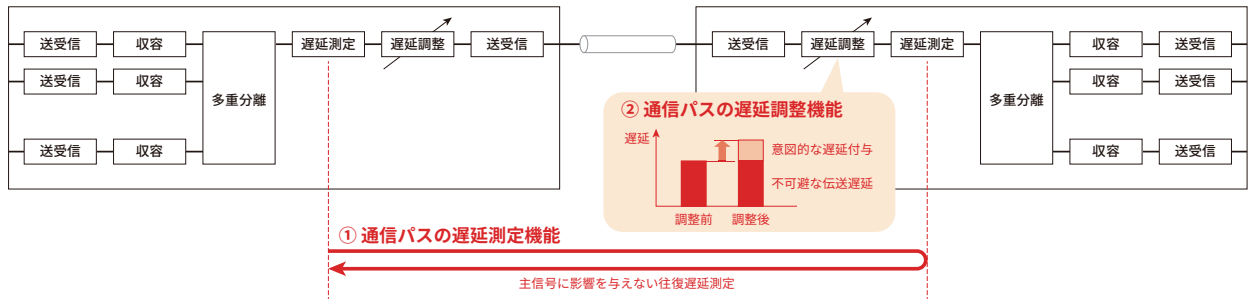 送受信 収容 遅延測定 遅延調整 送受信 送受信 遅延調整 遅延測定 収容 送受信
送受信 収容 収容 送受信
多重分離 多重分離
送受信 収容 収容 送受信
② 通信パスの遅延調整機能
遅延
意図的な遅延付与
不可避な伝送遅延
調整前 調整後
① 通信パスの遅延測定機能
主信号に影響を与えない往復遅延測定